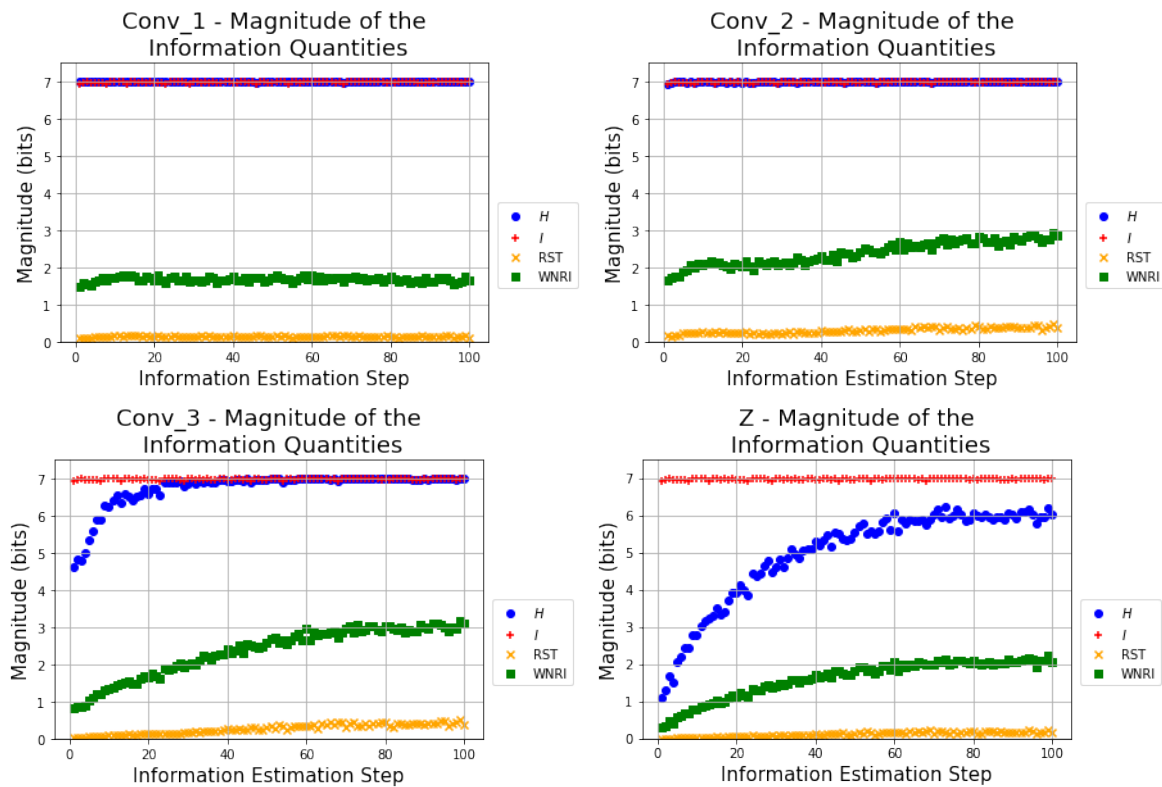 Conv_1 - Magnitude of the
Information Quantities
Magnitude (bits)
7
6
5
4
3
2
1
0
0 20 40 60 80 100
Information Estimation Step
H
I
RST
WNRI
Conv_2 - Magnitude of the
Information Quantities
Magnitude (bits)
7
6
5
4
3
2
1
0
0 20 40 60 80 100
Information Estimation Step
H
I
RST
WNRI
Conv_3 - Magnitude of the
Information Quantities
Magnitude (bits)
7
6
5
4
3
2
1
0
0 20 40 60 80 100
Information Estimation Step
H
I
RST
WNRI
Z - Magnitude of the
Information Quantities
Magnitude (bits)
7
6
5
4
3
2
1
0
0 20 40 60 80 100
Information Estimation Step
H
I
RST
WNRI